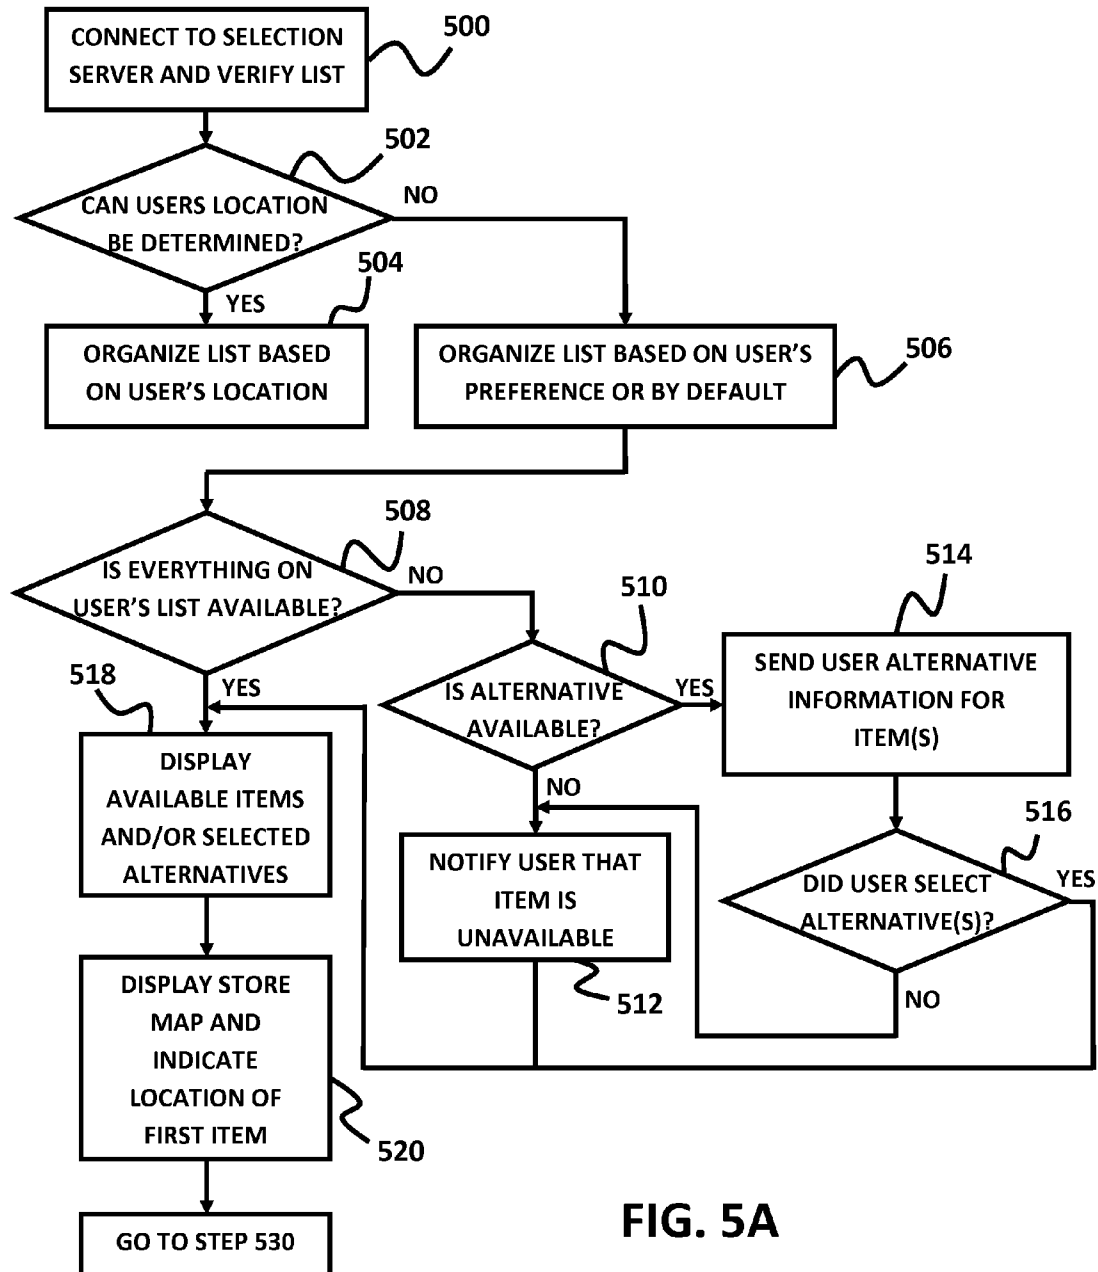 CONNECT TO SELECTION
SERVER AND VERIFY LIST
500
502
CAN USERS LOCATION
BE DETERMINED?
NO
YES
504
ORGANIZE LIST BASED
ON USER'S LOCATION
ORGANIZE LIST BASED ON USER'S
PREFERENCE OR BY DEFAULT
506
508
IS EVERYTHING ON
USER'S LIST AVAILABLE?
NO
YES
510
IS ALTERNATIVE
AVAILABLE?
YES
NO
514
SEND USER ALTERNATIVE
INFORMATION FOR
ITEM(S)
516
DID USER SELECT
ALTERNATIVE(S)?
YES
NO
NOTIFY USER THAT
ITEM IS
UNAVAILABLE
512
518
DISPLAY
AVAILABLE ITEMS
AND/OR SELECTED
ALTERNATIVES
DISPLAY STORE
MAP AND
INDICATE
LOCATION OF
FIRST ITEM
520
GO TO STEP 530
FIG. 5A